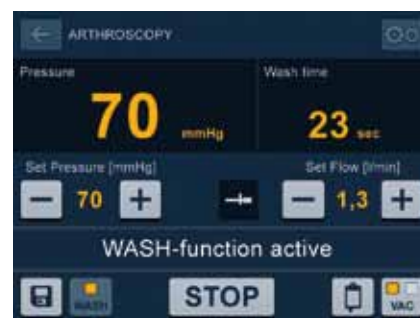 ARTHROSCOPY
Pressure
Wash time
70 mmHg
23 sec
Set Pressure [mmHg]
Set Flow [l/min]
− 70 +
− 1,3 +
WASH-function active
WASH
STOP
VAC